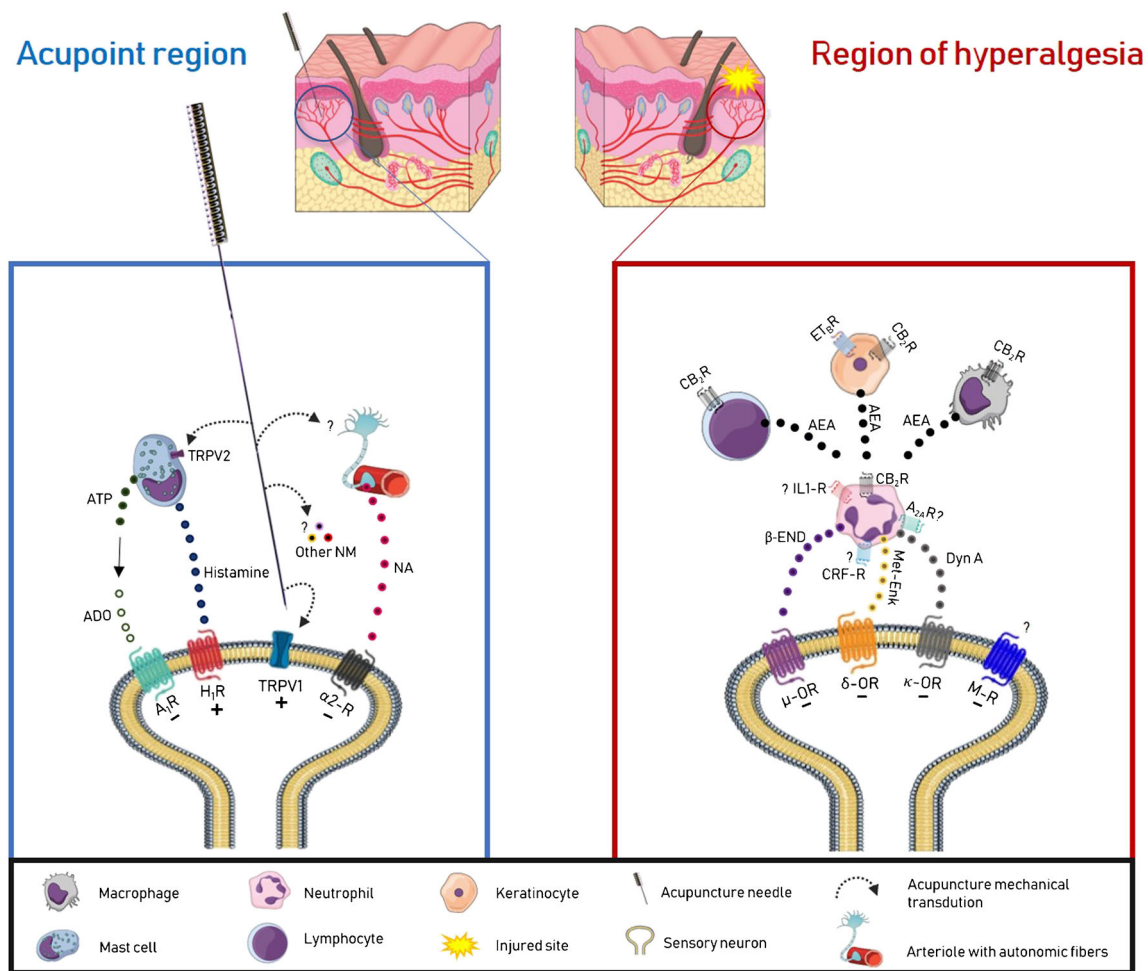 Acupoint region
Region of hyperalgesia
TRPV2
ATP
ADO
Histamine
?
?
Other NM
NA
A₁R
−
H₁R
+
TRPV1
+
α2-R
−
ETBR
CB₂R
CB₂R
CB₂R
AEA
AEA
AEA
? IL1-R
CB₂R
A₂AR?
β-END
?
CRF-R
Met-Enk
Dyn A
?
μ-OR
−
δ-OR
−
κ-OR
−
M-R
−
Macrophage
Neutrophil
Keratinocyte
Acupuncture needle
Acupuncture mechanical
transdution
Mast cell
Lymphocyte
Injured site
Sensory neuron
Arteriole with autonomic fibers